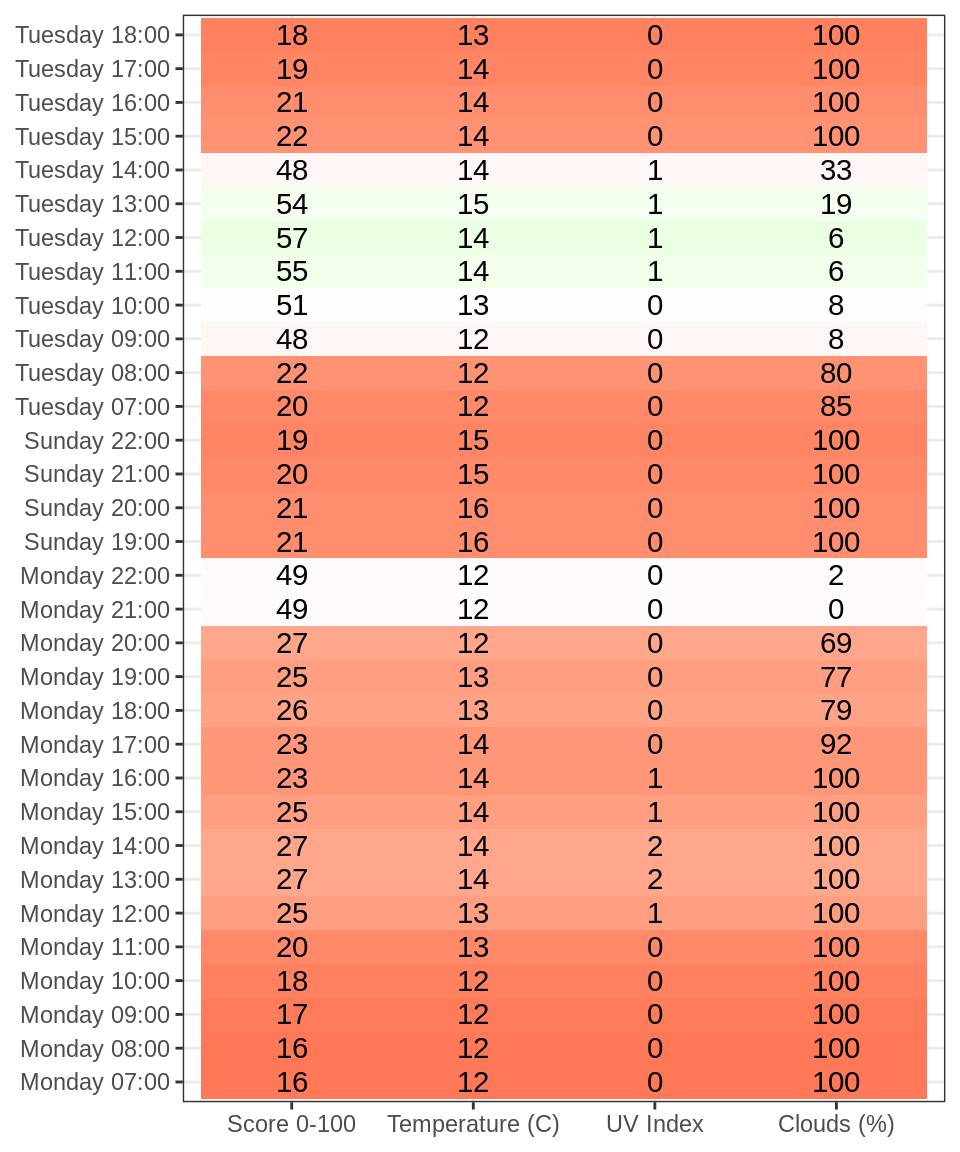 Tuesday 18:00 18 13 0 100
Tuesday 17:00 19 14 0 100
Tuesday 16:00 21 14 0 100
Tuesday 15:00 22 14 0 100
Tuesday 14:00 48 14 1 33
Tuesday 13:00 54 15 1 19
Tuesday 12:00 57 14 1 6
Tuesday 11:00 55 14 1 6
Tuesday 10:00 51 13 0 8
Tuesday 09:00 48 12 0 8
Tuesday 08:00 22 12 0 80
Tuesday 07:00 20 12 0 85
Sunday 22:00 19 15 0 100
Sunday 21:00 20 15 0 100
Sunday 20:00 21 16 0 100
Sunday 19:00 21 16 0 100
Monday 22:00 49 12 0 2
Monday 21:00 49 12 0 0
Monday 20:00 27 12 0 69
Monday 19:00 25 13 0 77
Monday 18:00 26 13 0 79
Monday 17:00 23 14 0 92
Monday 16:00 23 14 1 100
Monday 15:00 25 14 1 100
Monday 14:00 27 14 2 100
Monday 13:00 27 14 2 100
Monday 12:00 25 13 1 100
Monday 11:00 20 13 0 100
Monday 10:00 18 12 0 100
Monday 09:00 17 12 0 100
Monday 08:00 16 12 0 100
Monday 07:00 16 12 0 100
Score 0-100 Temperature (C) UV Index Clouds (%)